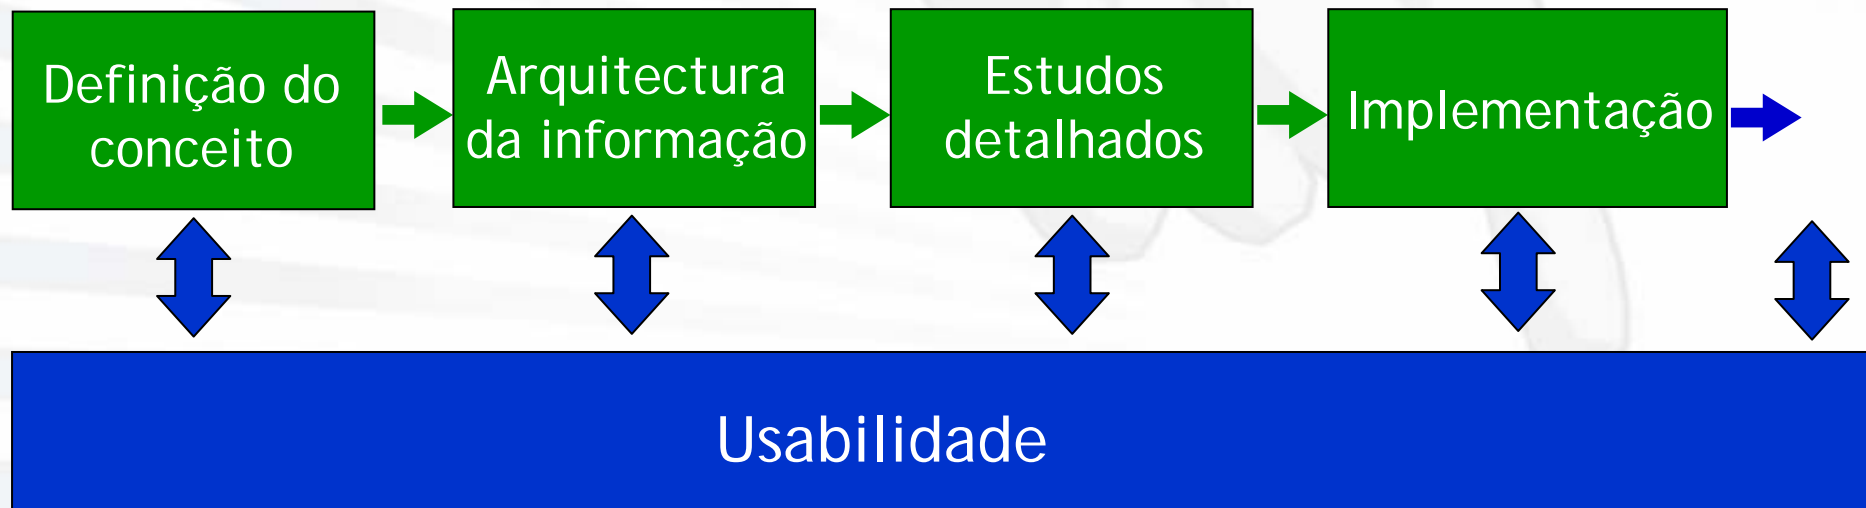 Definição do
conceito
Arquitectura
da informação
Estudos
detalhados
Implementação
Usabilidade